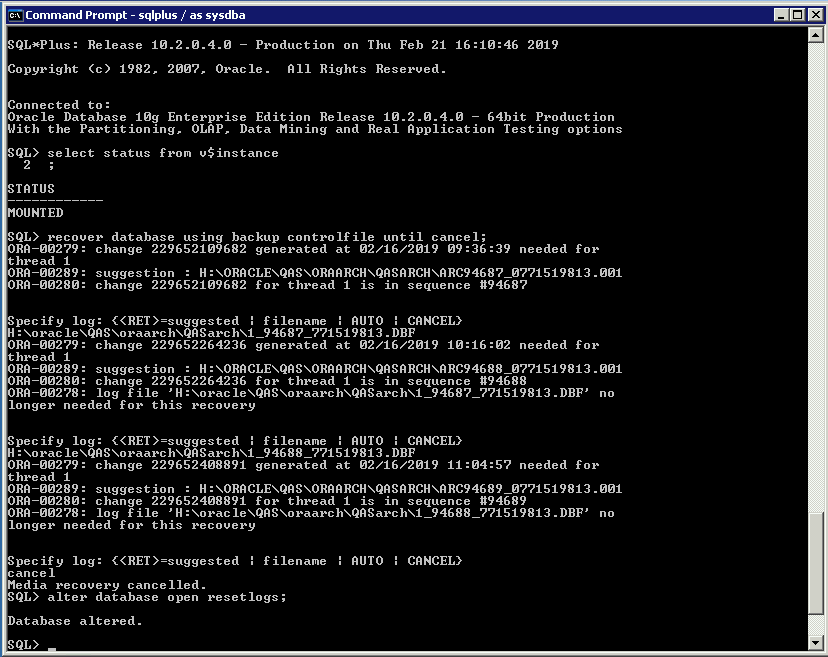 Command Prompt - sqlplus / as sysdba
SQL*Plus: Release 10.2.0.4.0 - Production on Thu Feb 21 16:10:46 2019
Copyright (c) 1982, 2007, Oracle.  All Rights Reserved.
Connected to:
Oracle Database 10g Enterprise Edition Release 10.2.0.4.0 - 64bit Production
With the Partitioning, OLAP, Data Mining and Real Application Testing options
SQL> select status from v$instance
  2  ;
STATUS
------------
MOUNTED
SQL> recover database using backup controlfile until cancel;
ORA-00279: change 229652109682 generated at 02/16/2019 09:36:39 needed for
thread 1
ORA-00289: suggestion : H:\ORACLE\QAS\ORAARCH\QASARCH\ARC94687_0771519813.001
ORA-00280: change 229652109682 for thread 1 is in sequence #94687
Specify log: {<RET>=suggested | filename | AUTO | CANCEL}
H:\oracle\QAS\oraarch\QASarch\1_94687_771519813.DBF
ORA-00279: change 229652264236 generated at 02/16/2019 10:16:02 needed for
thread 1
ORA-00289: suggestion : H:\ORACLE\QAS\ORAARCH\QASARCH\ARC94688_0771519813.001
ORA-00280: change 229652264236 for thread 1 is in sequence #94688
ORA-00278: log file 'H:\oracle\QAS\oraarch\QASarch\1_94687_771519813.DBF' no
longer needed for this recovery
Specify log: {<RET>=suggested | filename | AUTO | CANCEL}
H:\oracle\QAS\oraarch\QASarch\1_94688_771519813.DBF
ORA-00279: change 229652408891 generated at 02/16/2019 11:04:57 needed for
thread 1
ORA-00289: suggestion : H:\ORACLE\QAS\ORAARCH\QASARCH\ARC94689_0771519813.001
ORA-00280: change 229652408891 for thread 1 is in sequence #94689
ORA-00278: log file 'H:\oracle\QAS\oraarch\QASarch\1_94688_771519813.DBF' no
longer needed for this recovery
Specify log: {<RET>=suggested | filename | AUTO | CANCEL}
cancel
Media recovery cancelled.
SQL> alter database open resetlogs;
Database altered.
SQL> _